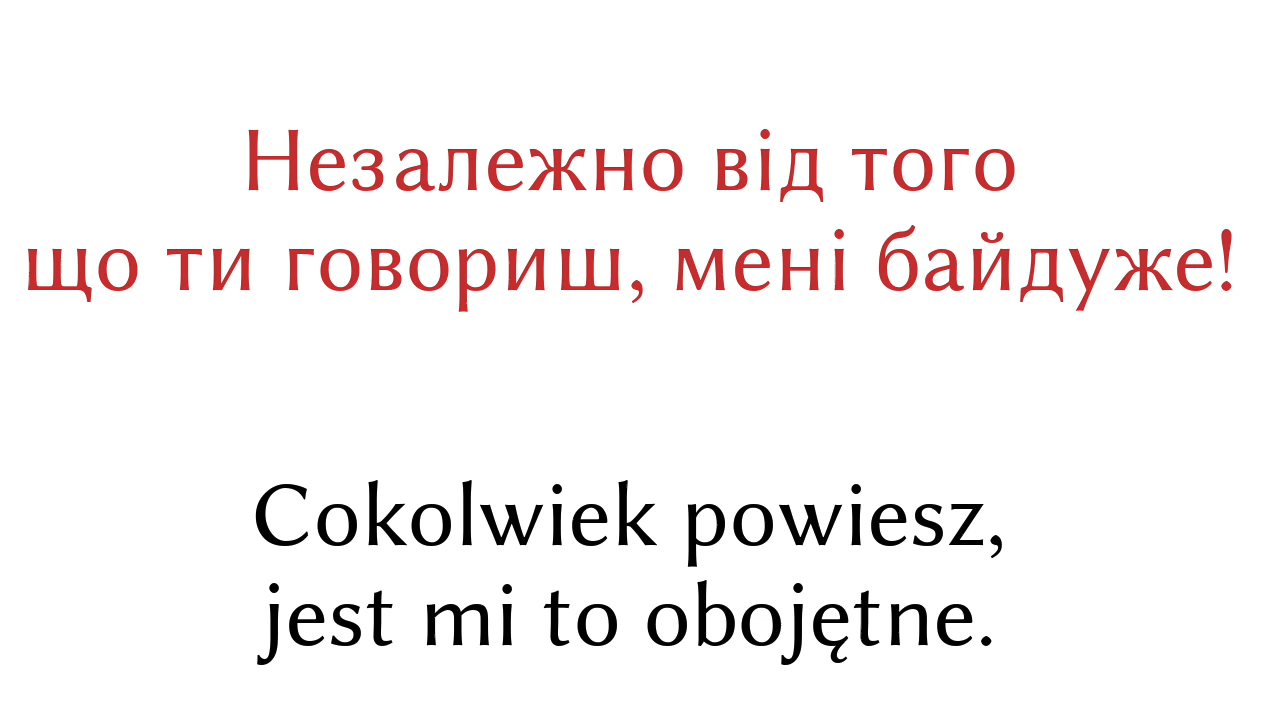 Незалежно від того
що ти говориш, мені байдуже!
Cokolwiek powiesz,
jest mi to obojętne.